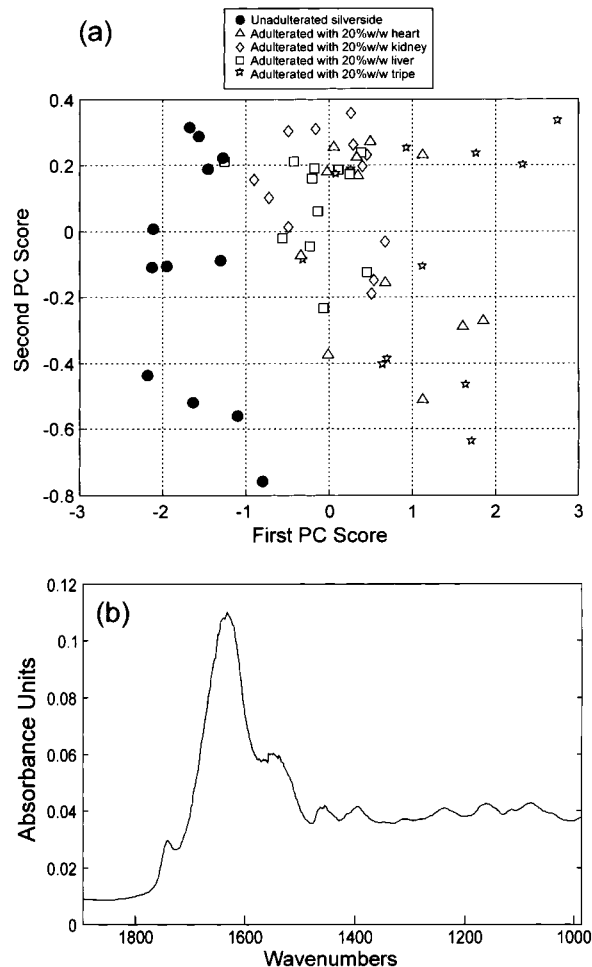 (a)
Unadulterated silverside
Adulterated with 20%w/w heart
Adulterated with 20%w/w kidney
Adulterated with 20%w/w liver
Adulterated with 20%w/w tripe
0.4
0.2
0
-0.2
-0.4
-0.6
-0.8
Second PC Score
-3 -2 -1 0 1 2 3
First PC Score
(b)
0.12
0.1
0.08
0.06
0.04
0.02
0
Absorbance Units
1800 1600 1400 1200 1000
Wavenumbers